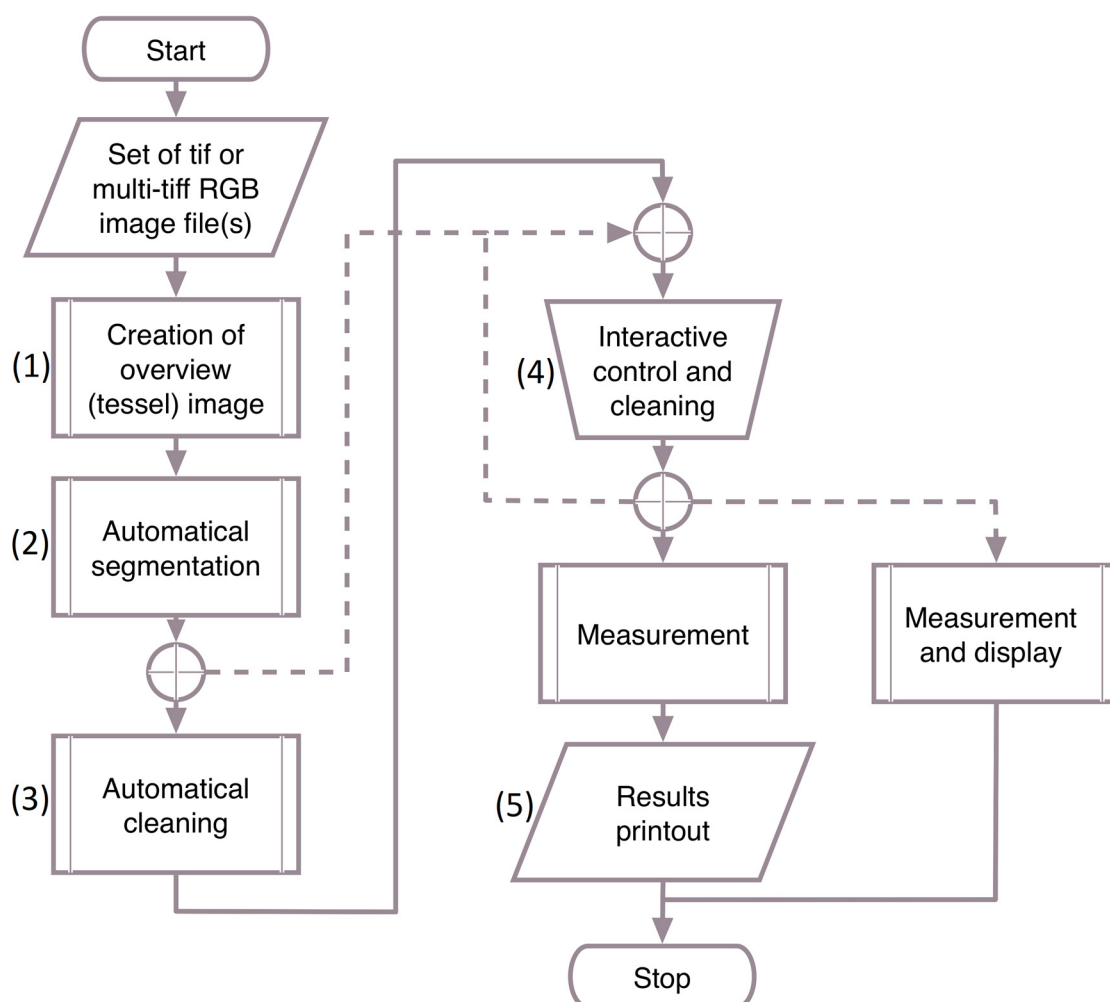 Start
Set of tif or
multi-tiff RGB
image file(s)
(1)
Creation of
overview
(tessel) image
(2)
Automatical
segmentation
(3)
Automatical
cleaning
(4)
Interactive
control and
cleaning
Measurement
Measurement
and display
(5)
Results
printout
Stop